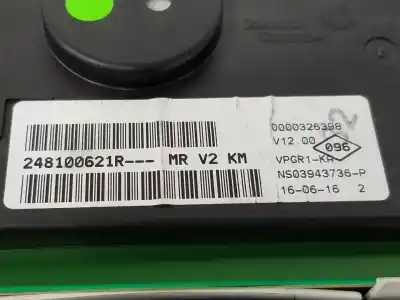 0000326398
V12.00
096
248100621R--- MR V2 KM
VPGR1-KA
NS03943736-P
16-06-16 2